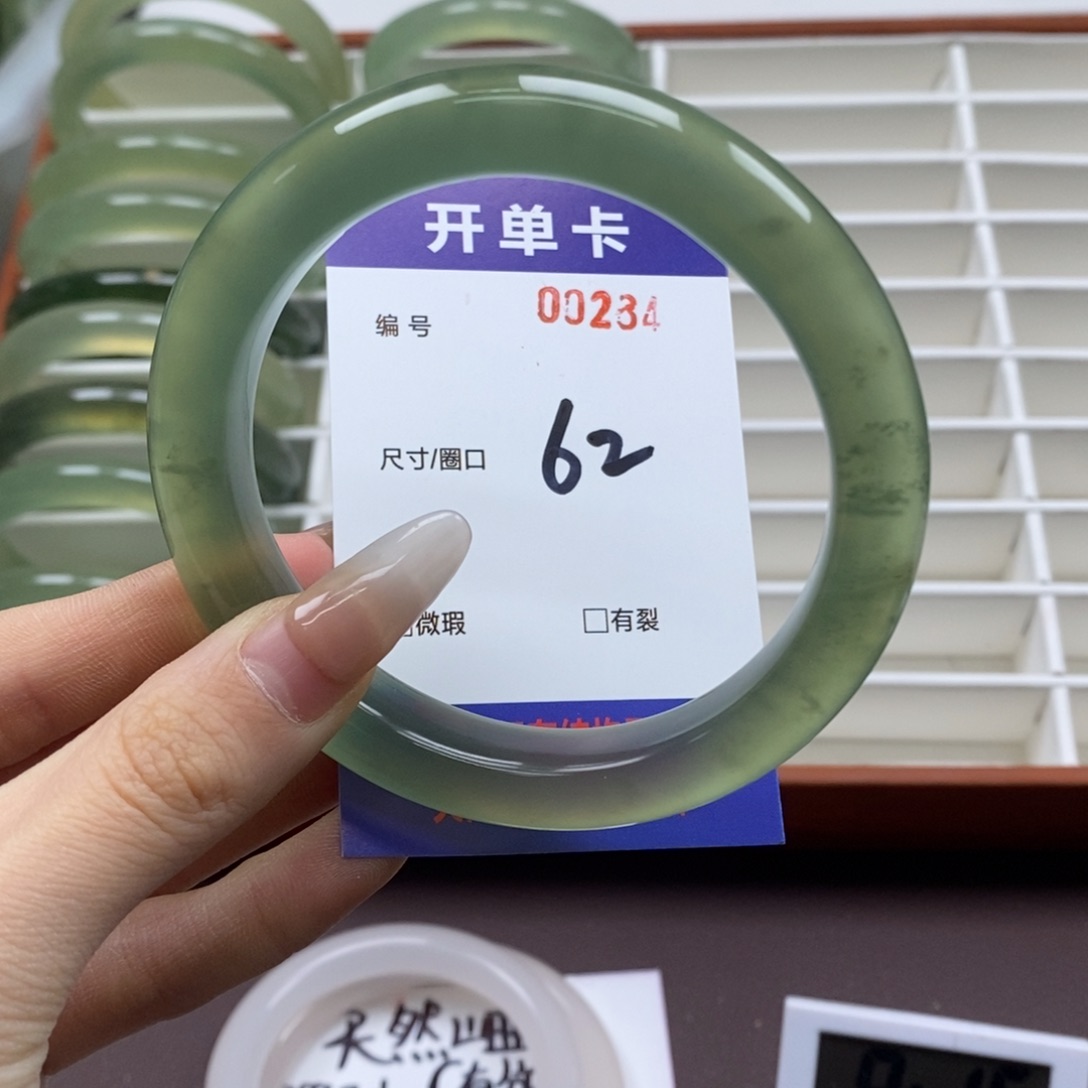 开单卡
编号 00234
尺寸/圈口 62
微瑕 □有裂
天然